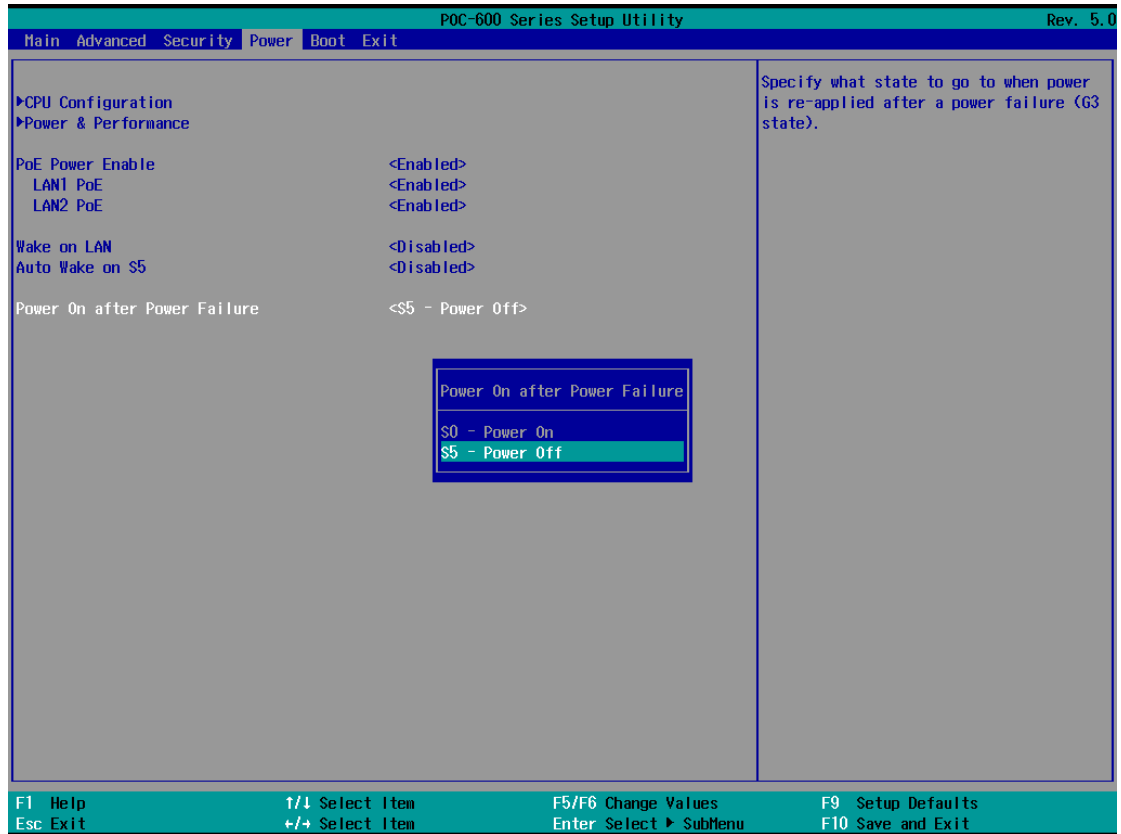 POC-600 Series Setup Utility Rev. 5.0
Main Advanced Security Power Boot Exit
▶CPU Configuration
▶Power & Performance
PoE Power Enable <Enabled>
LAN1 PoE <Enabled>
LAN2 PoE <Enabled>
Wake on LAN <Disabled>
Auto Wake on S5 <Disabled>
Power On after Power Failure <S5 - Power Off>
Specify what state to go to when power
is re-applied after a power failure (G3
state).
Power On after Power Failure
S0 - Power On
S5 - Power Off
F1 Help ↑/↓ Select Item F5/F6 Change Values F9 Setup Defaults
Esc Exit ←/→ Select Item Enter Select ▶ SubMenu F10 Save and Exit